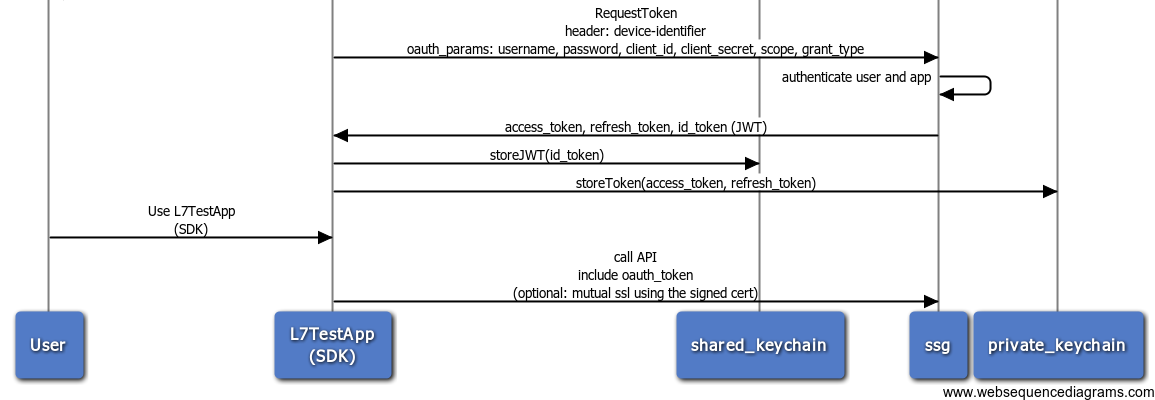 RequestToken
header: device-identifier
oauth_params: username, password, client_id, client_secret, scope, grant_type
authenticate user and app
access_token, refresh_token, id_token (JWT)
storeJWT(id_token)
storeToken(access_token, refresh_token)
Use L7TestApp
(SDK)
call API
include oauth_token
(optional: mutual ssl using the signed cert)
User
L7TestApp
(SDK)
shared_keychain
ssg
private_keychain
www.websequencediagrams.com